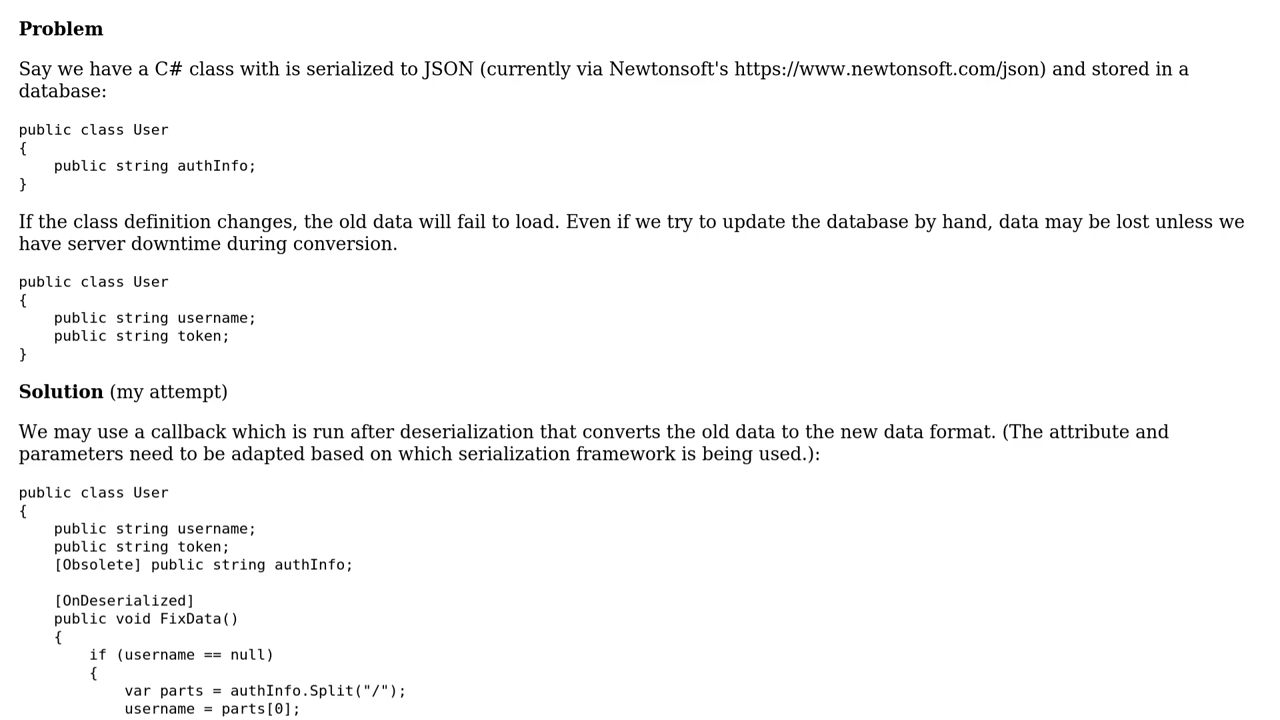 Problem
Say we have a C# class with is serialized to JSON (currently via Newtonsoft's https://www.newtonsoft.com/json) and stored in a
database:
public class User
{
    public string authInfo;
}
If the class definition changes, the old data will fail to load. Even if we try to update the database by hand, data may be lost unless we
have server downtime during conversion.
public class User
{
    public string username;
    public string token;
}
Solution (my attempt)
We may use a callback which is run after deserialization that converts the old data to the new data format. (The attribute and
parameters need to be adapted based on which serialization framework is being used.):
public class User
{
    public string username;
    public string token;
    [Obsolete] public string authInfo;
    [OnDeserialized]
    public void FixData()
    {
        if (username == null)
        {
            var parts = authInfo.Split("/");
            username = parts[0];